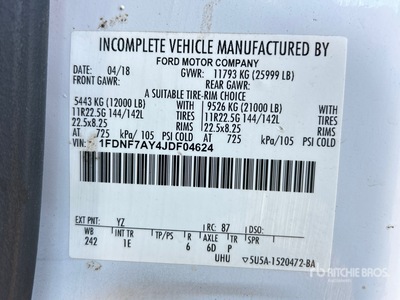 INCOMPLETE VEHICLE MANUFACTURED BY
FORD MOTOR COMPANY
DATE: 04/18 GVWR: 11793 KG (25999 LB)
FRONT GAWR: REAR GAWR:
A SUITABLE TIRE-RIM CHOICE
5443 KG (12000 LB) WITH 9526 KG (21000 LB) WITH
11R22.5G 144/142L TIRES 11R22.5G 144/142L TIRES
22.5x8.25 RIMS 22.5x8.25 RIMS
AT 725 kPa/ 105 PSI COLD AT 725 kPa/ 105 PSI COLD
VIN: 1FDNF7AY4JDF04624
EXT PNT: YZ RC: 87 DSO:
WB INT TR TP/PS R AXLE TR SPR
242 1E 6 6D P
UHU ▽5U5A-1520472-BA
RITCHIE BROS.